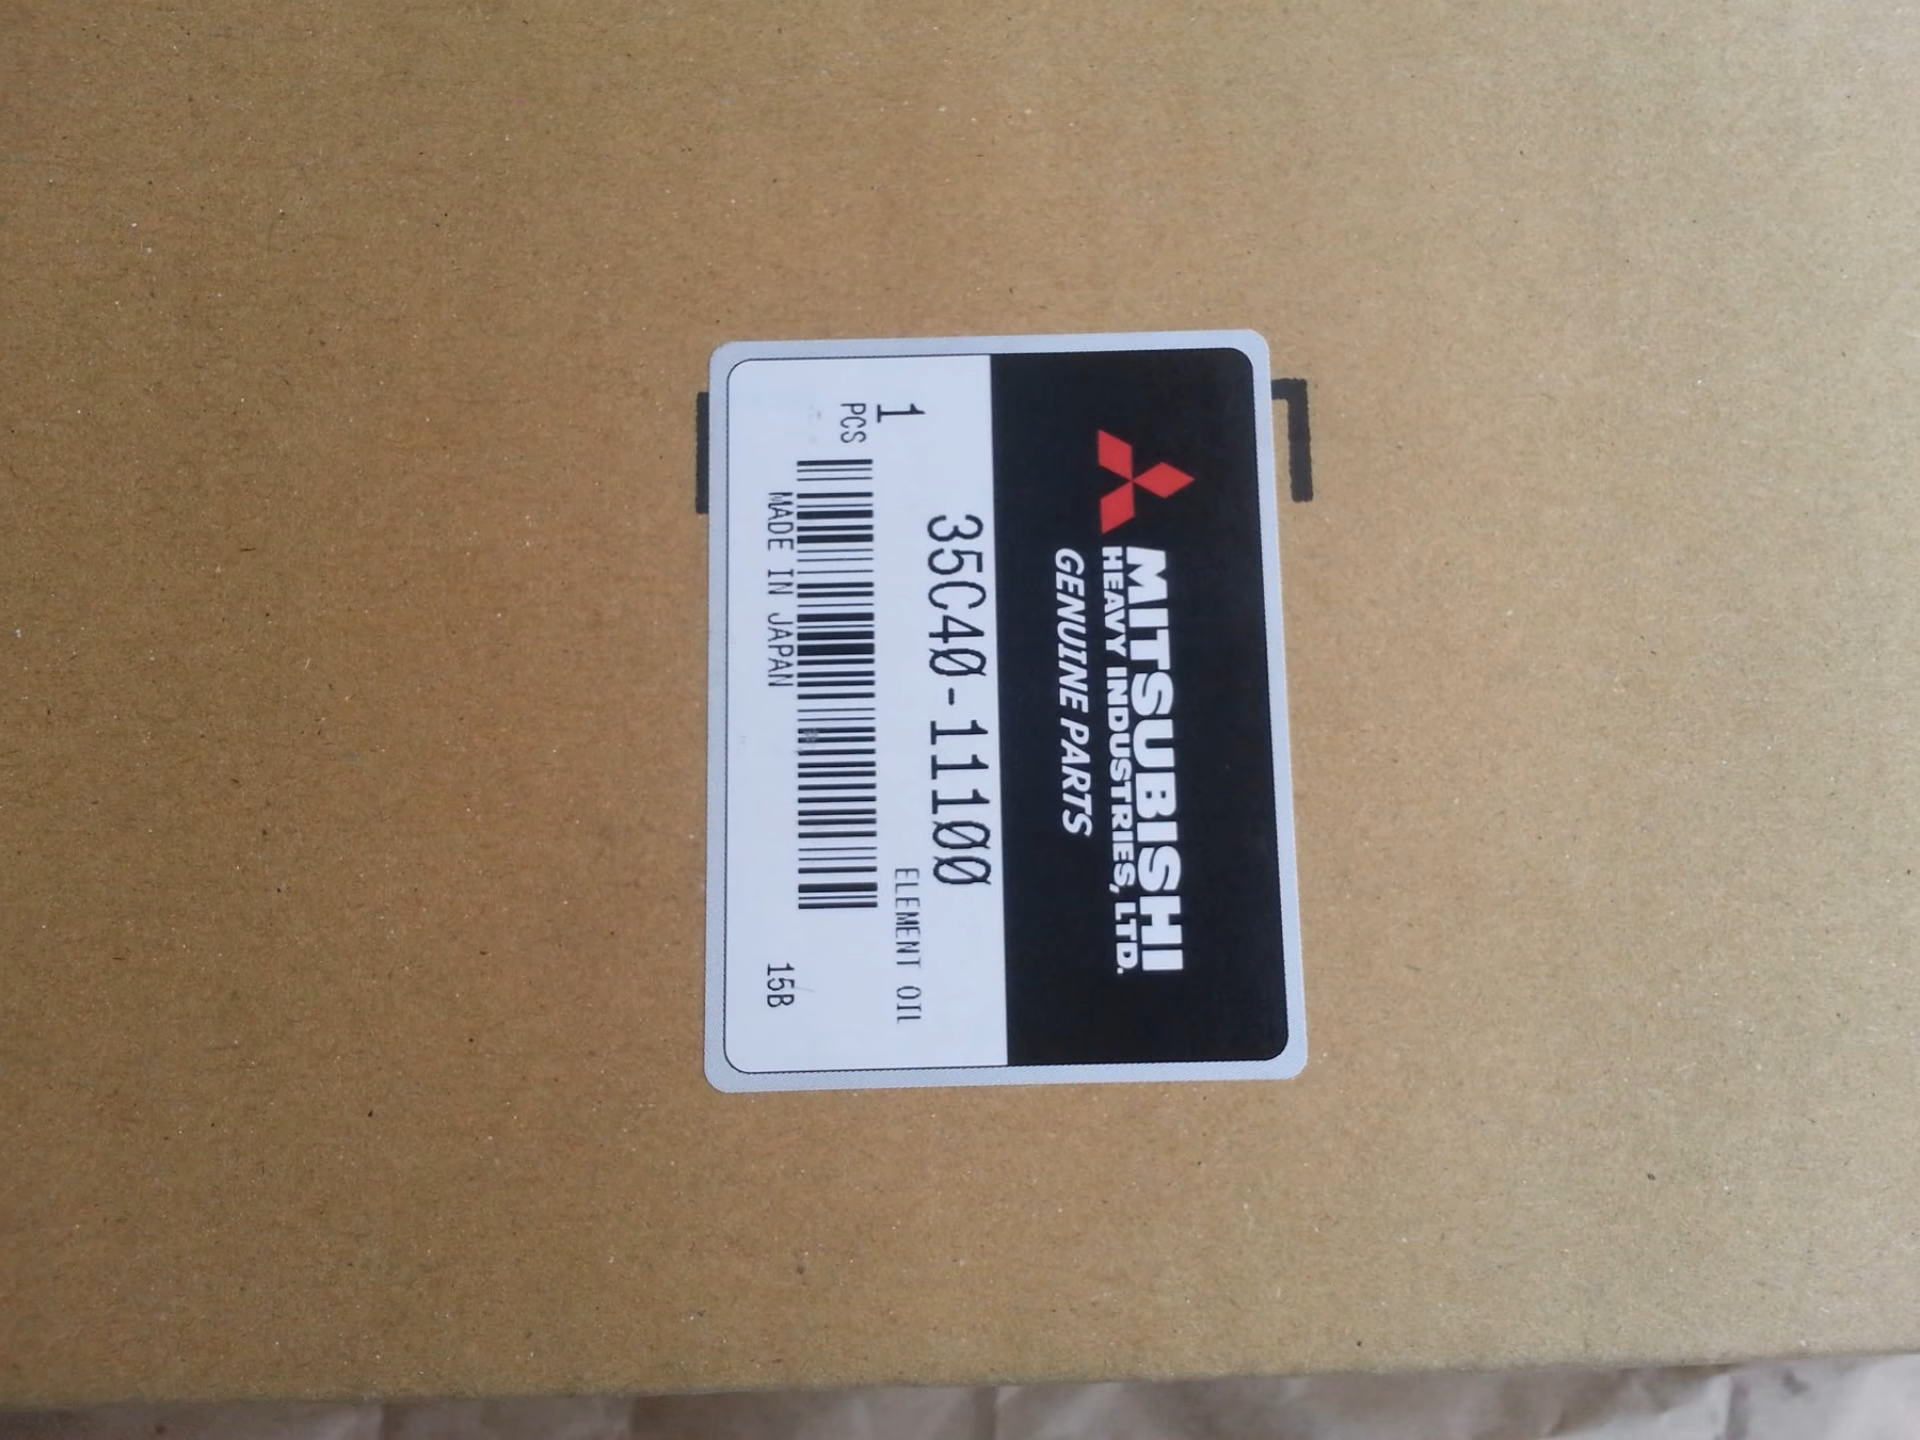 MITSUBISHI
HEAVY INDUSTRIES, LTD.
GENUINE PARTS
35C40-11100
1
PCS
ELEMENT OIL
MADE IN JAPAN
15B